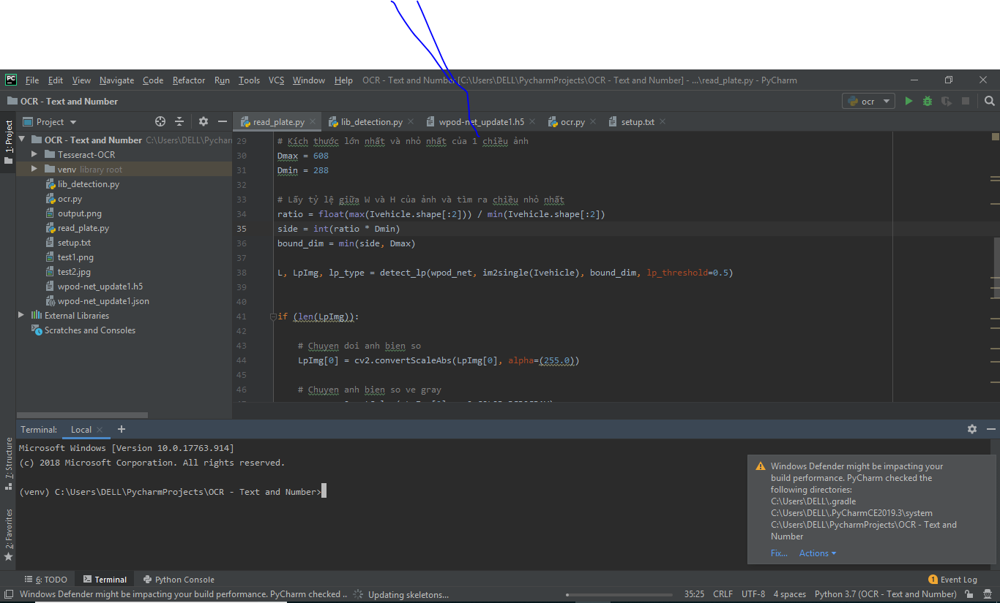 PC File Edit View Navigate Code Refactor Run Tools VCS Window Help OCR - Text and Number [C:\Users\DELL\PycharmProjects\OCR - Text and Number] - ...\read_plate.py - PyCharm
OCR - Text and Number
ocr
1: Project
Project
read_plate.py
lib_detection.py
wpod-net_update1.h5
ocr.py
setup.txt
OCR - Text and Number C:\Users\DELL\Pycharm
Tesseract-OCR
venv library root
lib_detection.py
ocr.py
output.png
read_plate.py
setup.txt
test1.png
test2.jpg
wpod-net_update1.h5
wpod-net_update1.json
External Libraries
Scratches and Consoles
29 # Kích thước lớn nhất và nhỏ nhất của 1 chiều ảnh
30 Dmax = 608
31 Dmin = 288
32
33 # Lấy tỷ lệ giữa W và H của ảnh và tìm ra chiều nhỏ nhất
34 ratio = float(max(Ivehicle.shape[:2])) / min(Ivehicle.shape[:2])
35 side = int(ratio * Dmin)
36 bound_dim = min(side, Dmax)
37
38 L, LpImg, lp_type = detect_lp(wpod_net, im2single(Ivehicle), bound_dim, lp_threshold=0.5)
39
40
41 if (len(LpImg)):
42
43 # Chuyen doi anh bien so
44 LpImg[0] = cv2.convertScaleAbs(LpImg[0], alpha=(255.0))
45
46 # Chuyen anh bien so ve gray
Terminal: Local +
Microsoft Windows [Version 10.0.17763.914]
(c) 2018 Microsoft Corporation. All rights reserved.
(venv) C:\Users\DELL\PycharmProjects\OCR - Text and Number>
7: Structure
2: Favorites
Windows Defender might be impacting your
build performance. PyCharm checked the
following directories:
C:\Users\DELL\.gradle
C:\Users\DELL\.PyCharmCE2019.3\system
C:\Users\DELL\PycharmProjects\OCR - Text and
Number
Fix... Actions
6: TODO Terminal Python Console
1 Event Log
Windows Defender might be impacting your build performance. PyCharm checked .. Updating skeletons... 35:25 CRLF UTF-8 4 spaces Python 3.7 (OCR - Text and Number)